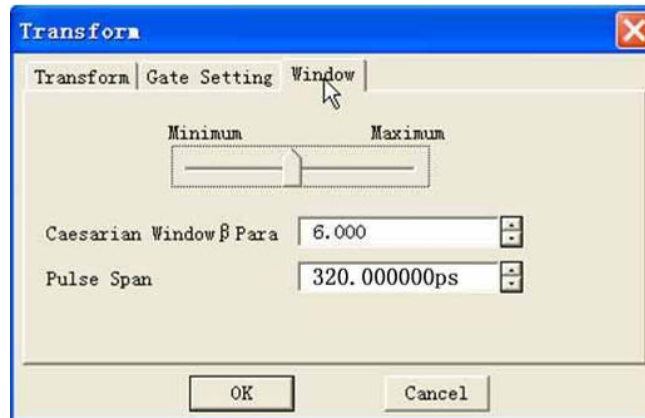 Transform
Transform Gate Setting Window
Minimum Maximum
Caesarian Window β Para 6.000
Pulse Span 320.000000ps
OK Cancel